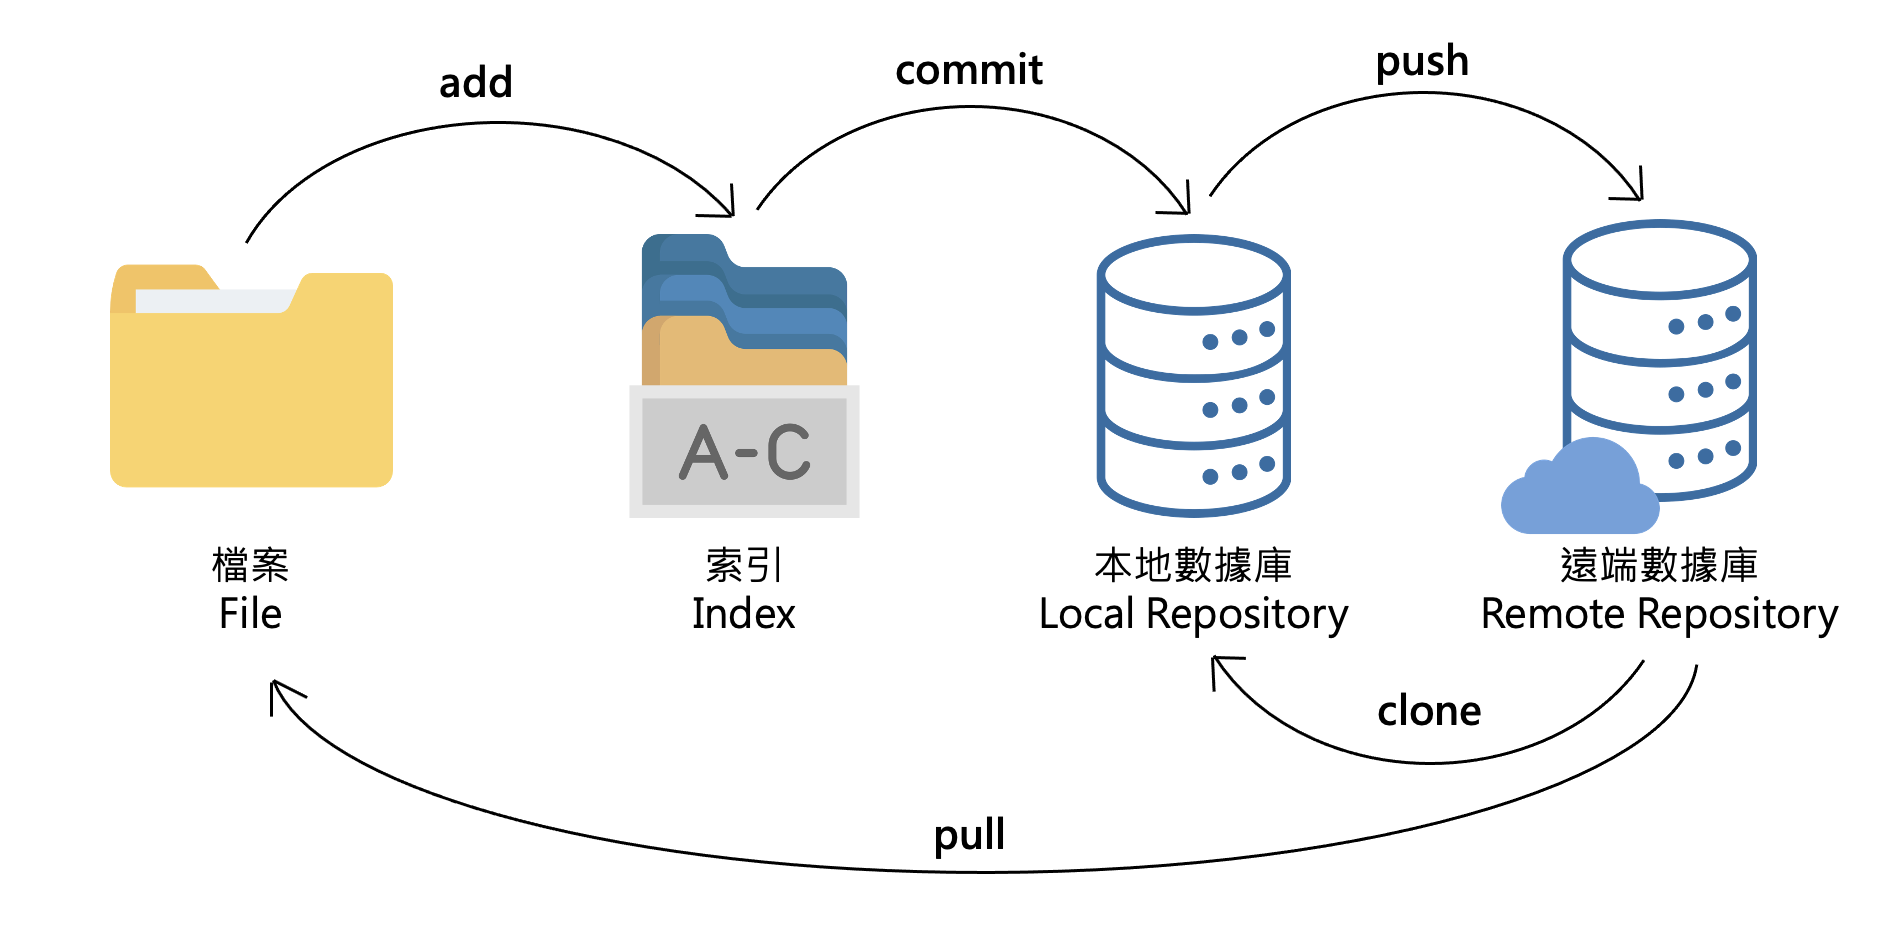 add
commit
push
A-C
檔案
File
索引
Index
本地數據庫
Local Repository
遠端數據庫
Remote Repository
clone
pull